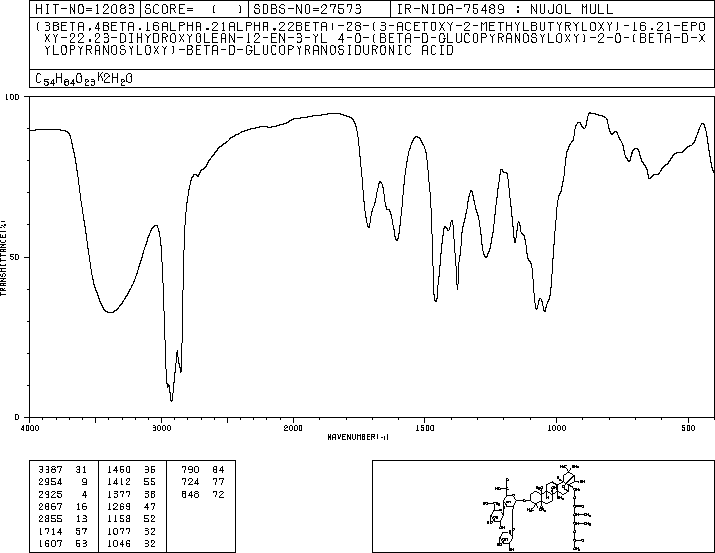 HIT-NO=12083 SCORE= ( ) SDBS-NO=27573 IR-NIDA-75489 : NUJOL MULL
(3BETA,4BETA,16ALPHA,21ALPHA,22BETA)-28-(3-ACETOXY-2-METHYLBUTYRYLOXY)-16,21-EPO
XY-22,23-DIHYDROXYOLEAN-12-EN-3-YL 4-O-(BETA-D-GLUCOPYRANOSYLOXY)-2-O-(BETA-D-X
YLOPYRANOSYLOXY)-BETA-D-GLUCOPYRANOSIDURONIC ACID
C54H84O23K2H2O
100
50
0
TRANSMITTANCE(%)
4000 3000 2000 1500 1000 500
WAVENUMBER(-1)
3387 31 1460 36 790 84
2954 9 1412 55 724 77
2925 4 1377 38 648 72
2867 16 1269 47
2855 13 1158 52
1714 57 1077 32
1607 53 1046 32